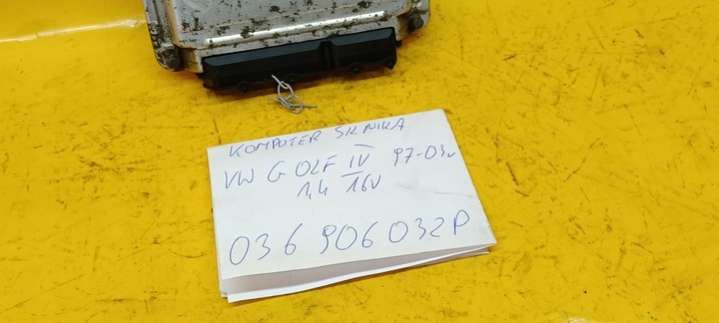 KOMPUTER SILNIKA
VW GOLF IV 97-03r
1,4 16V
036 906 032P